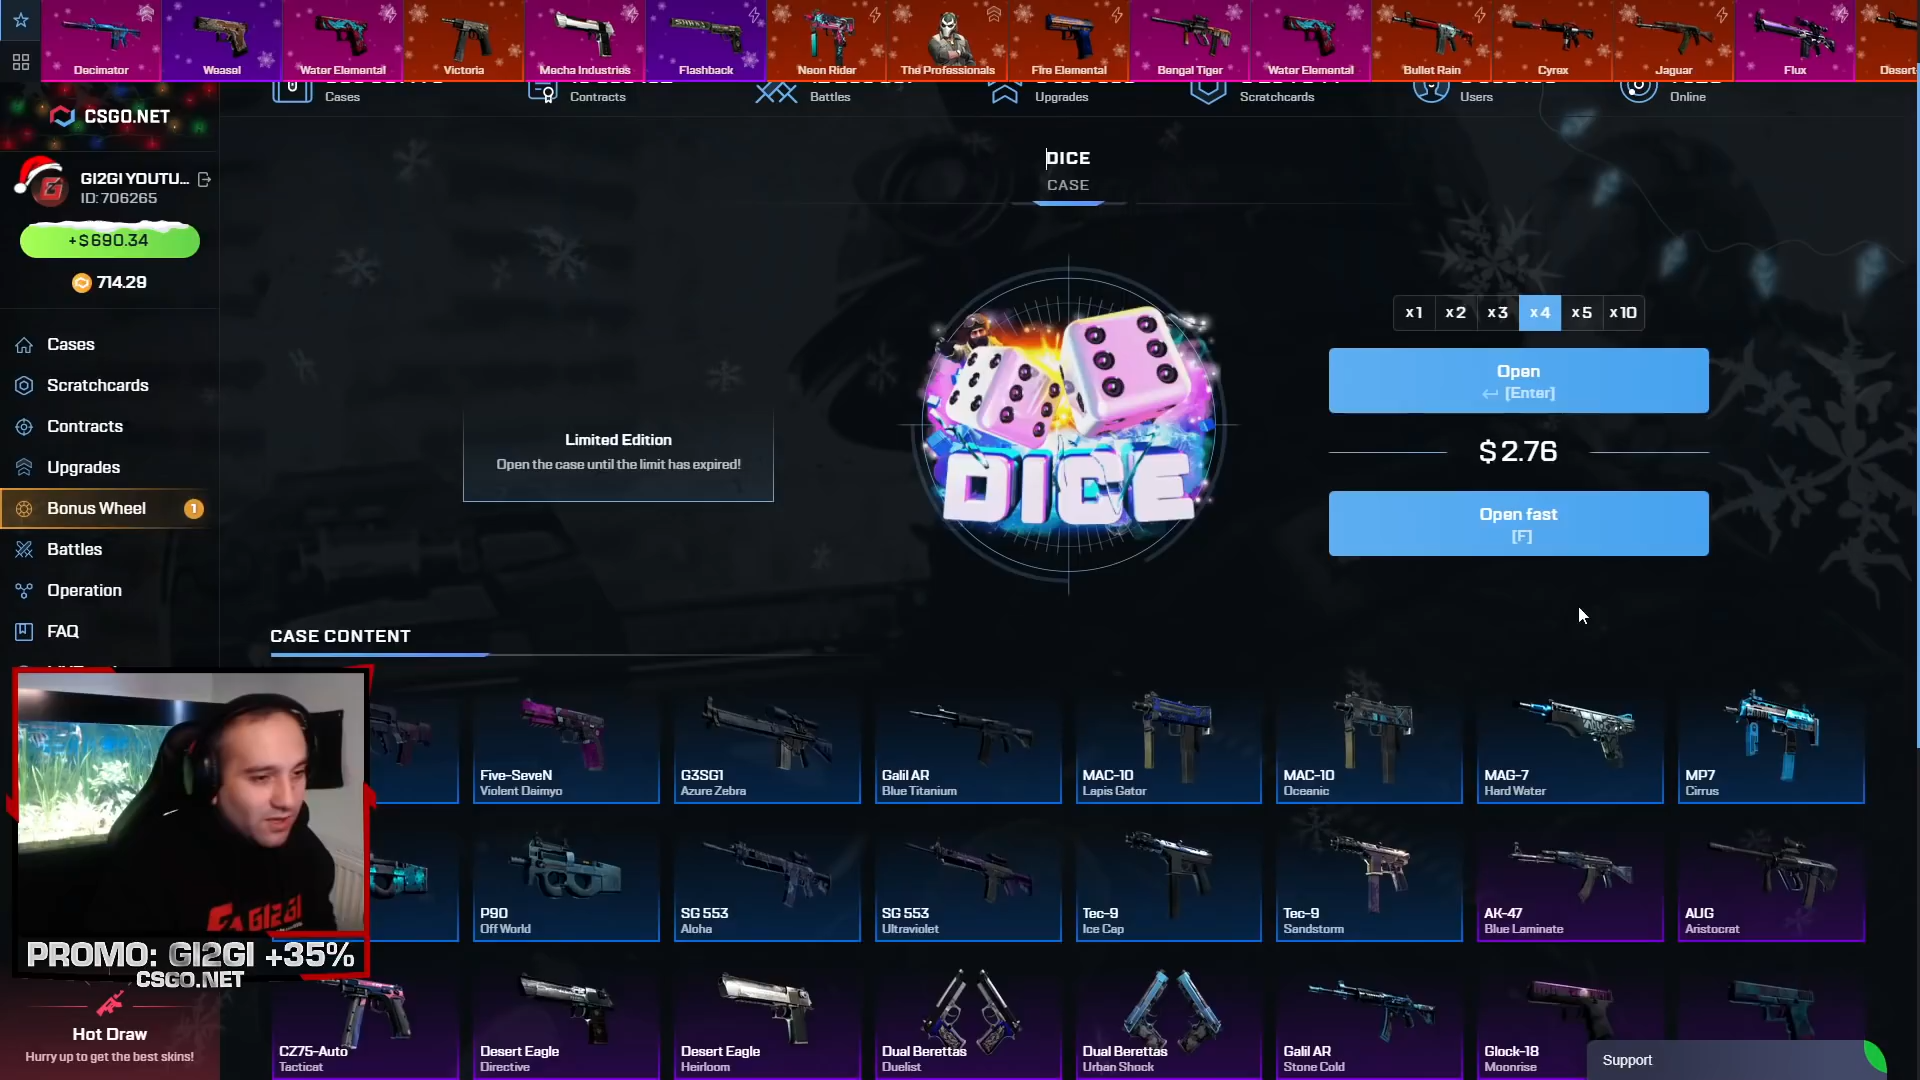 Decimator
Weasel
Water Elemental
Victoria
Mecha Industries
Flashback
Neon Rider
The Professionals
Fire Elemental
Bengal Tiger
Water Elemental
Bullet Rain
Cyrex
Jaguar
Flux
Desert-
CSGO.NET
Cases
Contracts
Battles
Upgrades
Scratchcards
Users
Online
GI2GI YOUTU...
ID: 706265
+$690.34
714.29
Cases
Scratchcards
Contracts
Upgrades
Bonus Wheel 1
Battles
Operation
FAQ
DICE
CASE
Limited Edition
Open the case until the limit has expired!
DICE
x1 x2 x3 x4 x5 x10
Open
[Enter]
$2.76
Open fast
[F]
CASE CONTENT
Five-SeveN
Violent Daimyo
G3SG1
Azure Zebra
Galil AR
Blue Titanium
MAC-10
Lapis Gator
MAC-10
Oceanic
MAG-7
Hard Water
MP7
Cirrus
P90
Off World
SG 553
Aloha
SG 553
Ultraviolet
Tec-9
Ice Cap
Tec-9
Sandstorm
AK-47
Blue Laminate
AUG
Aristocrat
CZ75-Auto
Tacticat
Desert Eagle
Directive
Desert Eagle
Heirloom
Dual Berettas
Duelist
Dual Berettas
Urban Shock
Galil AR
Stone Cold
Glock-18
Moonrise
GI2GI
PROMO: GI2GI +35%
CSGO.NET
Hot Draw
Hurry up to get the best skins!
Support